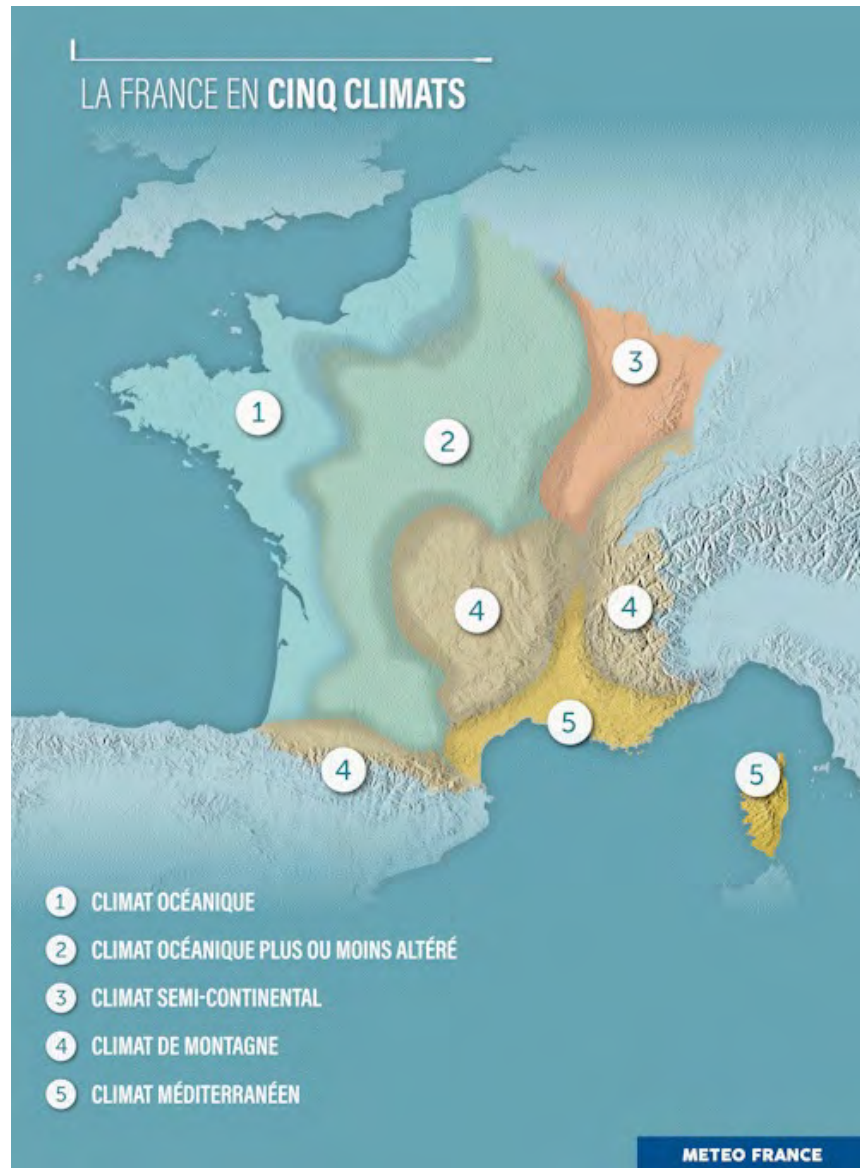 LA FRANCE EN CINQ CLIMATS
3
1
2
4
4
5
4
5
1 CLIMAT OCÉANIQUE
2 CLIMAT OCÉANIQUE PLUS OU MOINS ALTÉRÉ
3 CLIMAT SEMI-CONTINENTAL
4 CLIMAT DE MONTAGNE
5 CLIMAT MÉDITERRANÉEN
METEO FRANCE